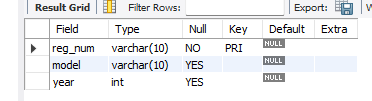 Result Grid Filter Rows: Export:
Field Type Null Key Default Extra
reg_num varchar(10) NO PRI NULL
model varchar(10) YES NULL
year int YES NULL